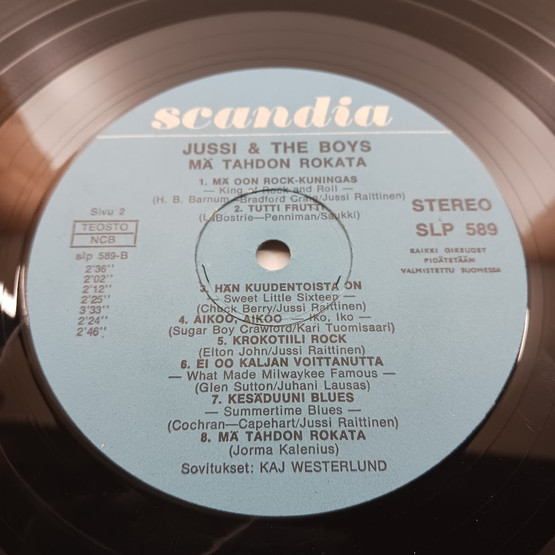 scandia
JUSSI & THE BOYS
MÄ TAHDON ROKATA
1. MÄ OON ROCK-KUNINGAS
— King of Rock and Roll —
(H. B. Barnum—Bradford Craig/Jussi Raittinen)
2. TUTTI FRUTTI
(LaBostrie—Penniman/Saukki)
Sivu 2
TEOSTO
NCB
slp 589-B
2'36''
2'02''
2'12''
2'25''
3'33''
2'24''
2'46''
STEREO
SLP 589
KAIKKI OIKEUDET
PIDÄTETÄÄN
VALMISTETTU SUOMESSA
3. HÄN KUUDENTOISTA ON
— Sweet Little Sixteen —
(Chuck Berry/Jussi Raittinen)
4. AIKOO, AIKOO — Iko, Iko —
(Sugar Boy Crawford/Kari Tuomisaari)
5. KROKOTIILI ROCK
(Elton John/Jussi Raittinen)
6. EI OO KALJAN VOITTANUTTA
— What Made Milwaykee Famous —
(Glen Sutton/Juhani Lausas)
7. KESÄDUUNI BLUES
— Summertime Blues —
(Cochran—Capehart/Jussi Raittinen)
8. MÄ TAHDON ROKATA
(Jorma Kalenius)
Sovitukset: KAJ WESTERLUND